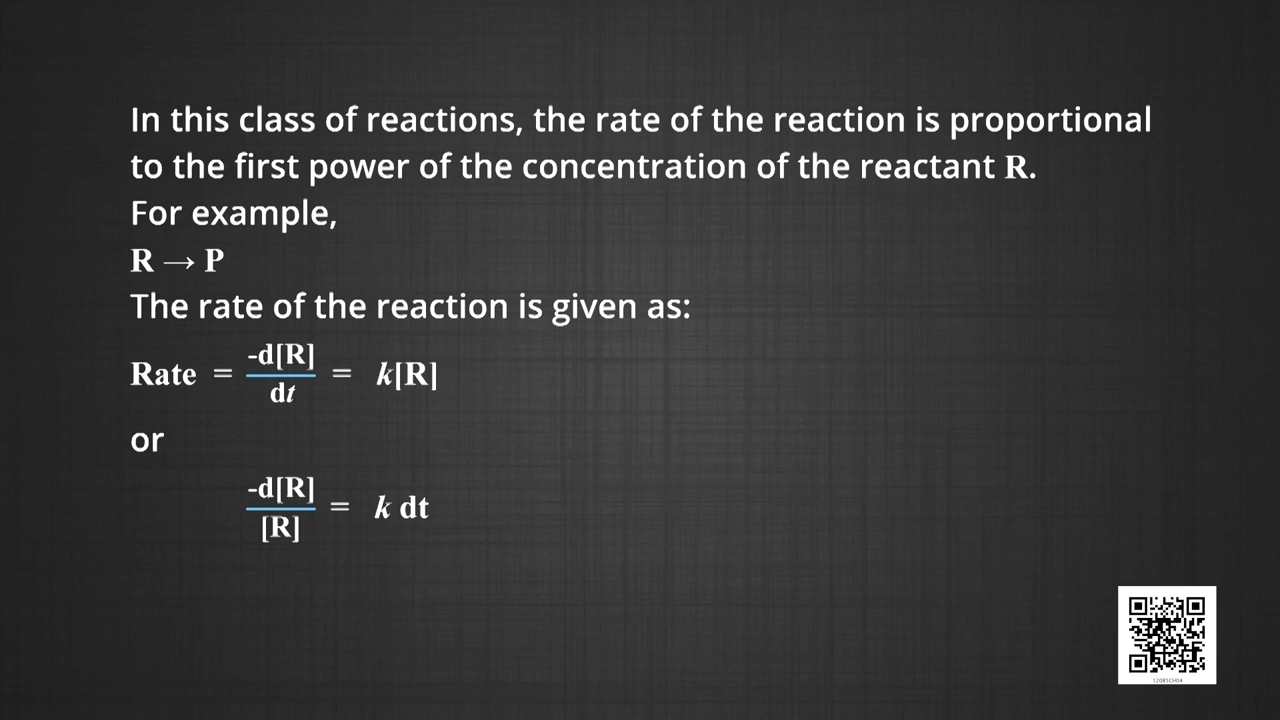 In this class of reactions, the rate of the reaction is proportional
to the first power of the concentration of the reactant R.
For example,
R → P
The rate of the reaction is given as:
Rate = -d[R]/dt = k[R]
or
-d[R]/[R] = k dt
12085CH04